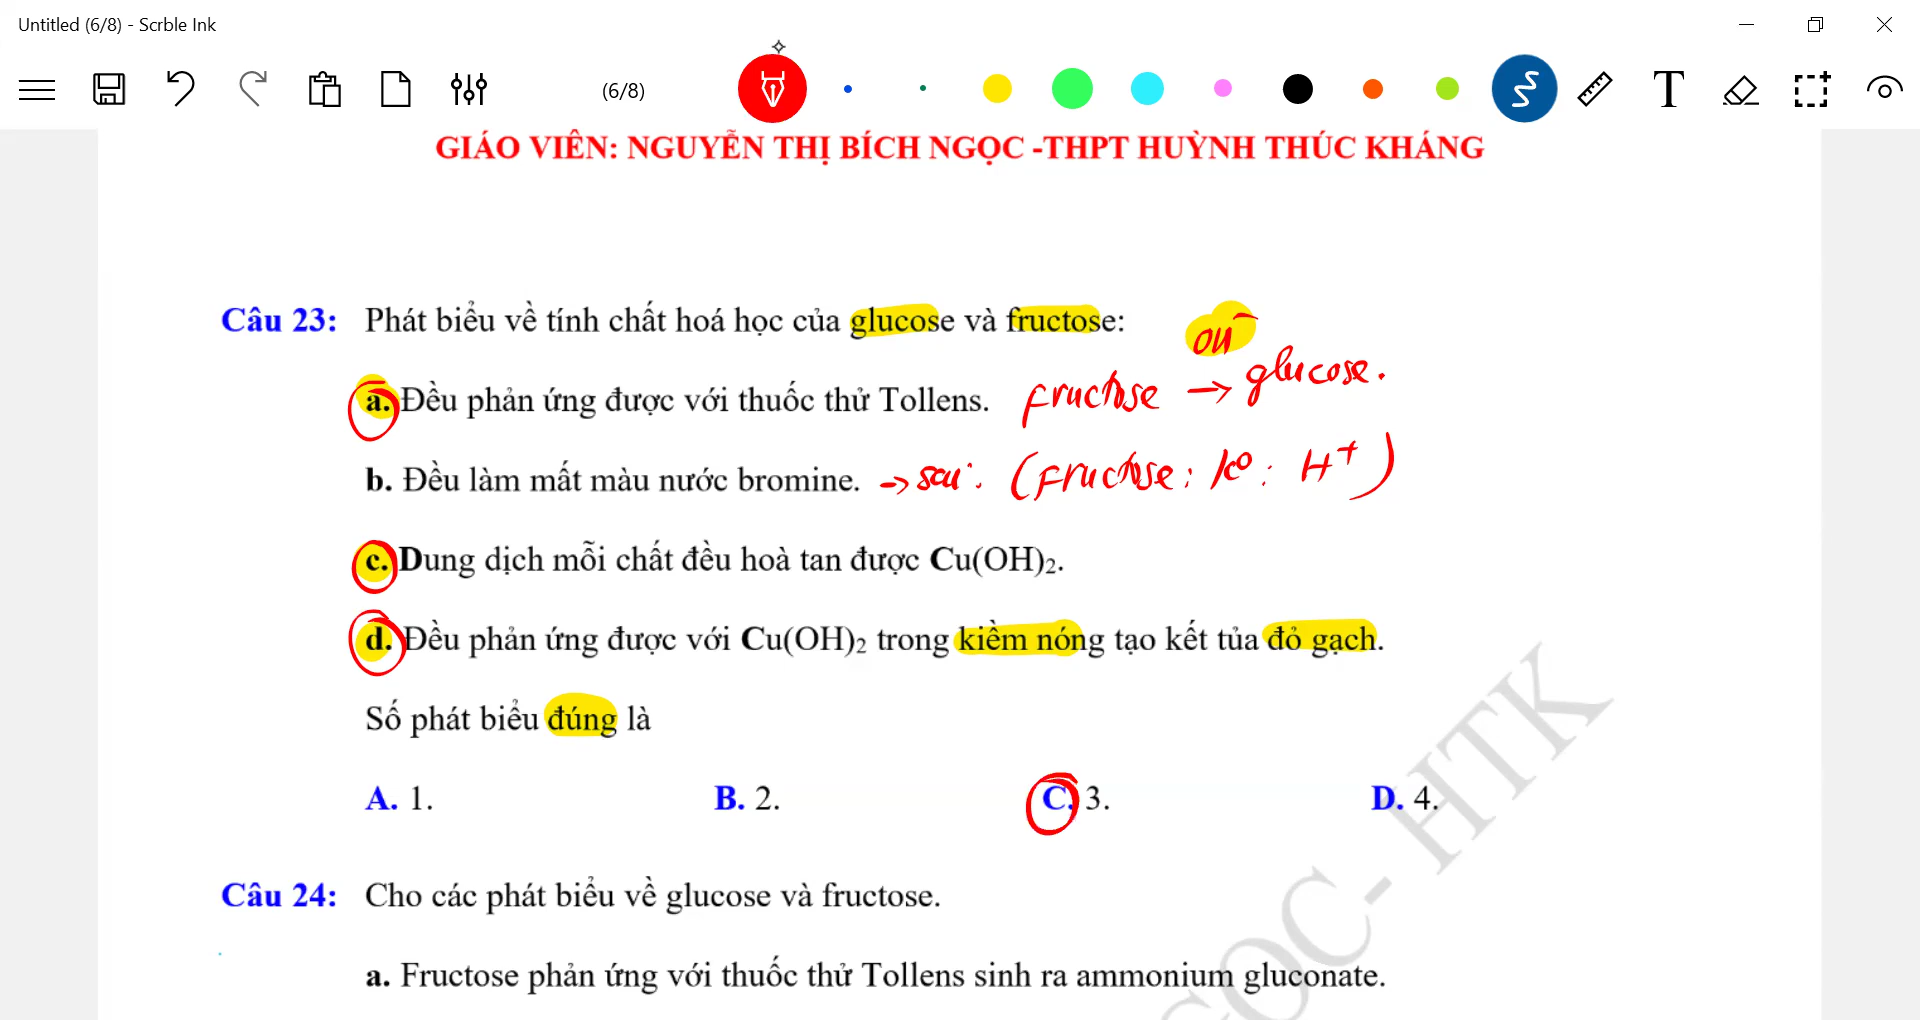 Untitled (6/8) - Scrble Ink
(6/8)
T
GIÁO VIÊN: NGUYỄN THỊ BÍCH NGỌC -THPT HUỲNH THÚC KHÁNG
Câu 23: Phát biểu về tính chất hoá học của glucose và fructose:
OH⁻
a. Đều phản ứng được với thuốc thử Tollens. fructose → glucose.
b. Đều làm mất màu nước bromine. → sai. (Fructose: ko: H+)
c. Dung dịch mỗi chất đều hoà tan được Cu(OH)₂.
d. Đều phản ứng được với Cu(OH)₂ trong kiềm nóng tạo kết tủa đỏ gạch.
Số phát biểu đúng là
A. 1. B. 2. C. 3. D. 4.
Câu 24: Cho các phát biểu về glucose và fructose.
a. Fructose phản ứng với thuốc thử Tollens sinh ra ammonium gluconate.
GOC- HTK